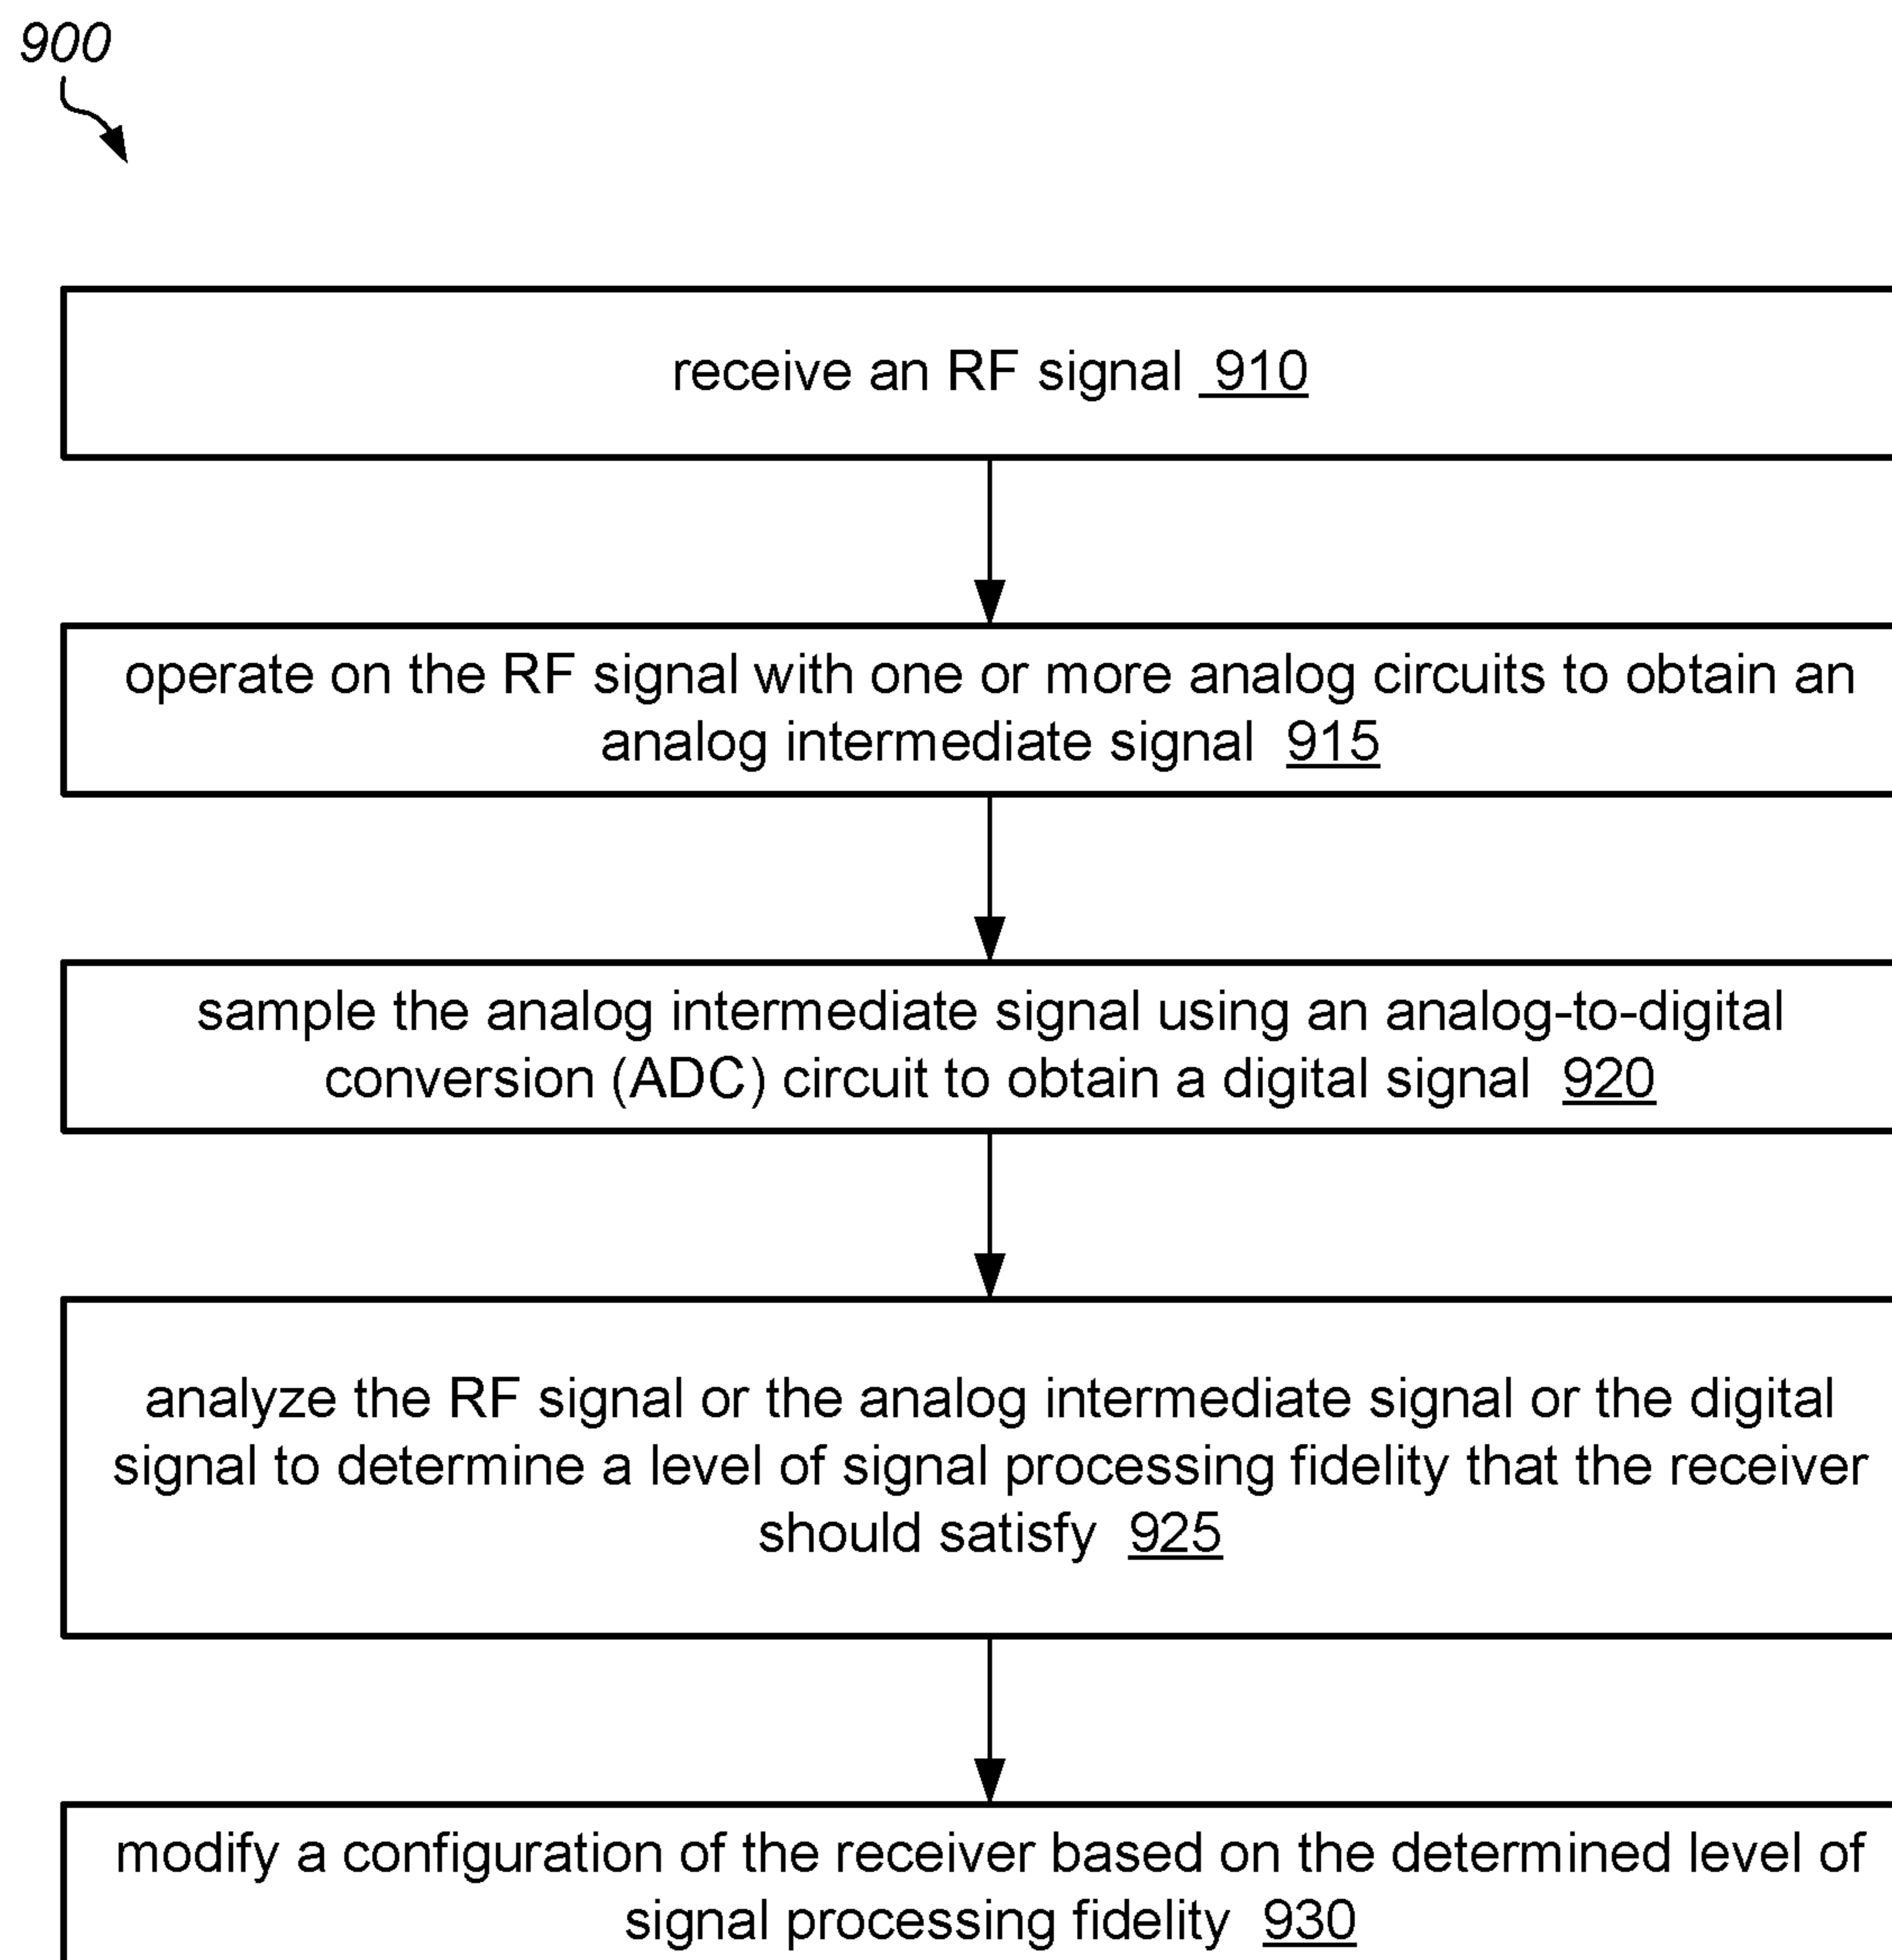 900
receive an RF signal 910
operate on the RF signal with one or more analog circuits to obtain an
analog intermediate signal 915
sample the analog intermediate signal using an analog-to-digital
conversion (ADC) circuit to obtain a digital signal 920
analyze the RF signal or the analog intermediate signal or the digital
signal to determine a level of signal processing fidelity that the receiver
should satisfy 925
modify a configuration of the receiver based on the determined level of
signal processing fidelity 930